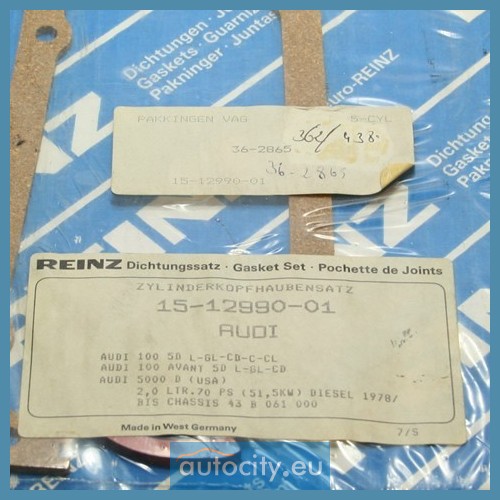 Dichtungen · Jo
Gaskets · Guarniz
Pakninger · Juntas
uro-REINZ
PAKKINGEN VAG 5-CYL
362/438
36-2865
36-2865
15-12990-01
REINZ Dichtungssatz · Gasket Set · Pochette de Joints
ZYLINDERKOPFHAUBENSATZ
15-12990-01
AUDI
AUDI 100 5D L-GL-CD-C-CL
AUDI 100 AVANT 5D L-GL-CD
AUDI 5000 D (USA)
2,0 LTR.70 PS (51,5KW) DIESEL 1978/
BIS CHASSIS 43 B 061 000
Made in West Germany 7/S
autocity.eu